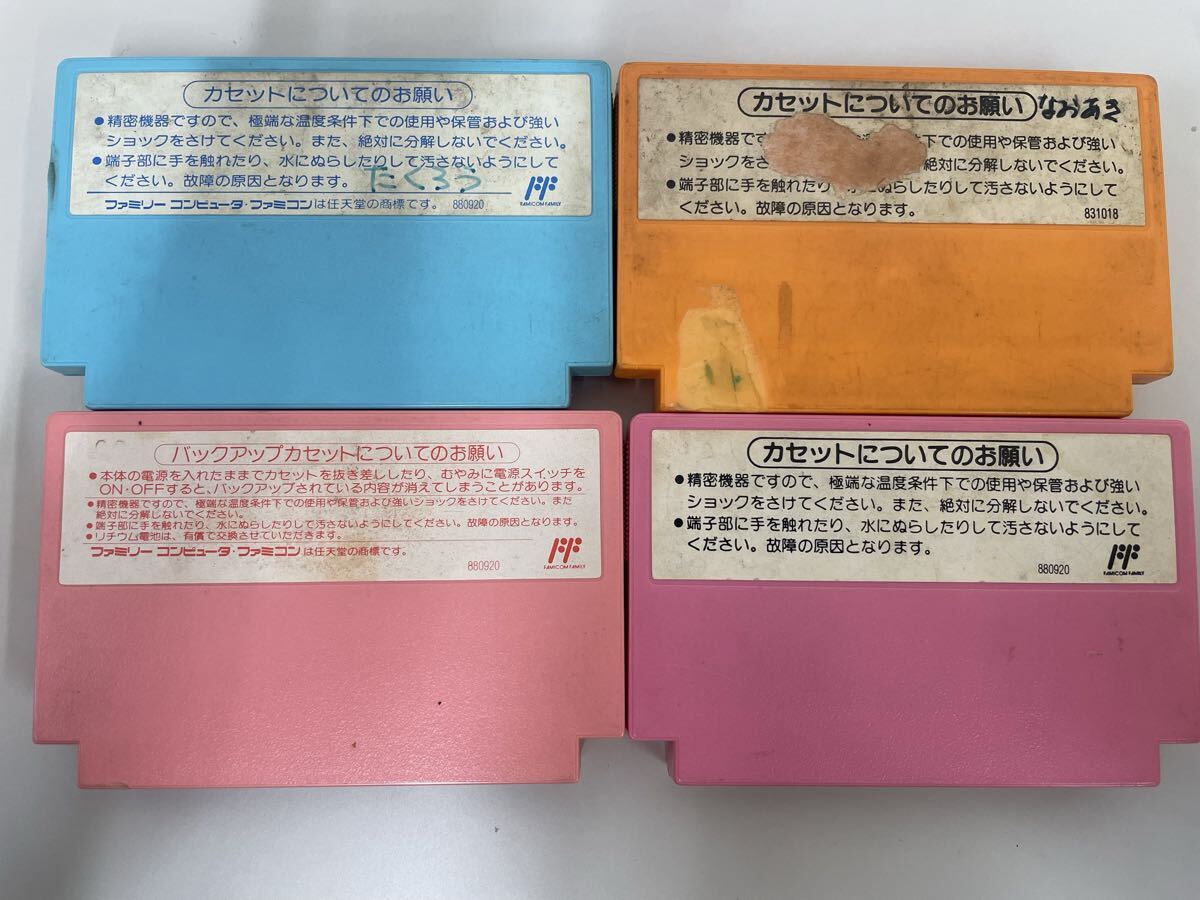 カセットについてのお願い
●精密機器ですので、極端な温度条件下での使用や保管および強い
ショックをさけてください。また、絶対に分解しないでください。
●端子部に手を触れたり、水にぬらしたりして汚さないようにして
ください。故障の原因となります。 たくろう
ファミリー コンピュータ・ファミコンは任天堂の商標です。 880920
FAMICOM FAMILY
カセットについてのお願い なおあき
●精密機器です 下での使用や保管および強い
ショックをさ 絶対に分解しないでください。
●端子部に手を触れたり、水にぬらしたりして汚さないようにして
ください。故障の原因となります。
831018
バックアップカセットについてのお願い
●本体の電源を入れたままでカセットを抜き差ししたり、むやみに電源スイッチを
ON・OFFすると、バックアップされている内容が消えてしまうことがあります。
●精密機器ですので、極端な温度条件下での使用や保管および強いショックをさけてください。また
絶対に分解しないでください。
●端子部に手を触れたり、水にぬらしたりして汚さないようにしてください。故障の原因となります。
●リチウム電池は、有償で交換させていただきます。
ファミリー コンピュータ・ファミコンは任天堂の商標です。
880920
FAMICOM FAMILY
カセットについてのお願い
●精密機器ですので、極端な温度条件下での使用や保管および強い
ショックをさけてください。また、絶対に分解しないでください。
●端子部に手を触れたり、水にぬらしたりして汚さないようにして
ください。故障の原因となります。
880920
FAMICOM FAMILY